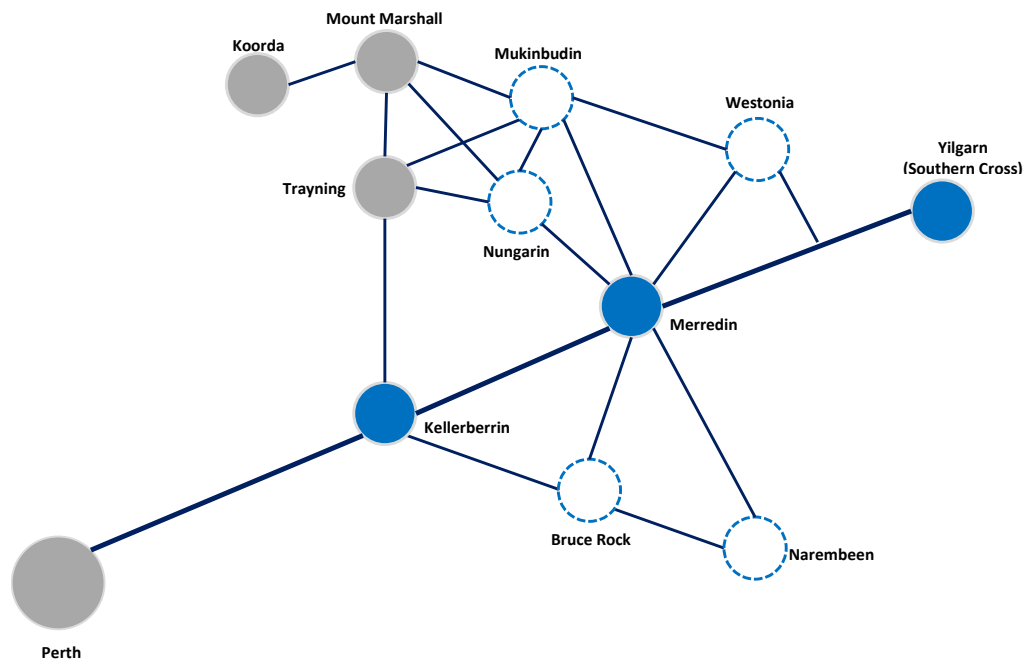 Mount Marshall
Koorda
Mukinbudin
Westonia
Yilgarn
(Southern Cross)
Trayning
Nungarin
Merredin
Kellerberrin
Bruce Rock
Narembeen
Perth